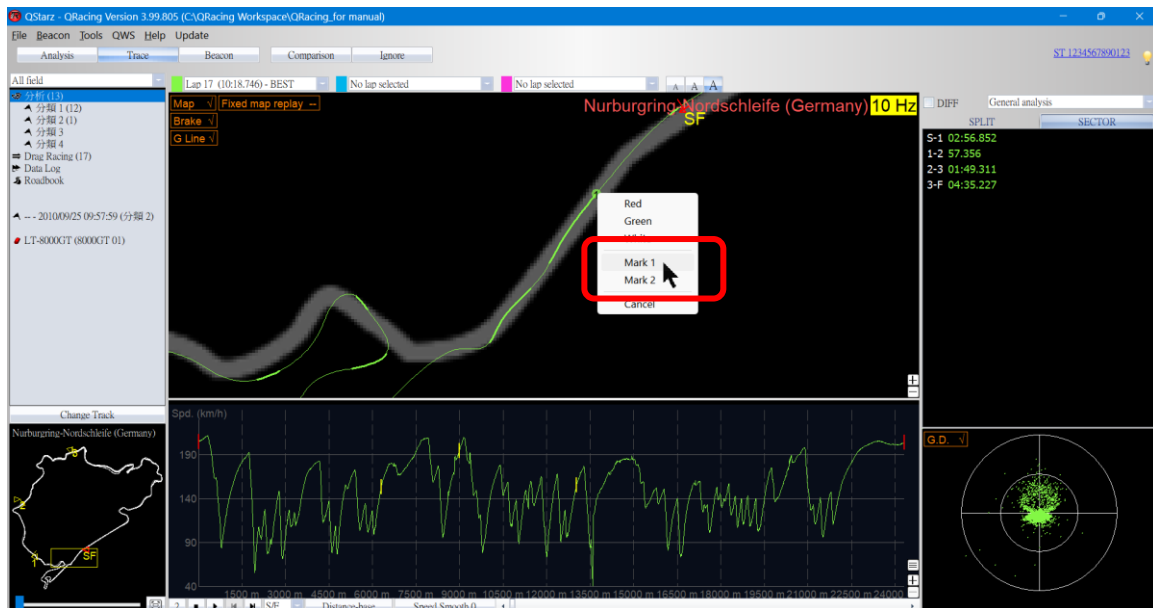 QStarz - QRacing Version 3.99.805 (C:\QRacing Workspace\QRacing_for manual)
File Beacon Tools QWS Help Update
Analysis Trace Beacon Comparison Ignore
ST 1234567890123
All field
Lap 17 (10:18.746) - BEST
No lap selected
No lap selected
A A A
分析 (13)
分類 1 (12)
分類 2 (1)
分類 3
分類 4
Drag Racing (17)
Data Log
Roadbook
-- - 2010/09/25 09:57:59 (分類 2)
LT-8000GT (8000GT 01)
Map √ Fixed map replay --
Brake √
G Line √
Nurburgring-Nordschleife (Germany) 10 Hz
SF
Red
Green
Mark 1
Mark 2
Cancel
DIFF General analysis
SPLIT SECTOR
S-1 02:56.852
1-2 57.356
2-3 01:49.311
3-F 04:35.227
Change Track
Nurburgring-Nordschleife (Germany)
3
2
1
SF
Spd. (km/h)
190
140
90
40
1500 m 3000 m 4500 m 6000 m 7500 m 9000 m 10500 m 12000 m 13500 m 15000 m 16500 m 18000 m 19500 m 21000 m 22500 m 24000
G.D. √
2 S/F Distance-base Speed Smooth 0